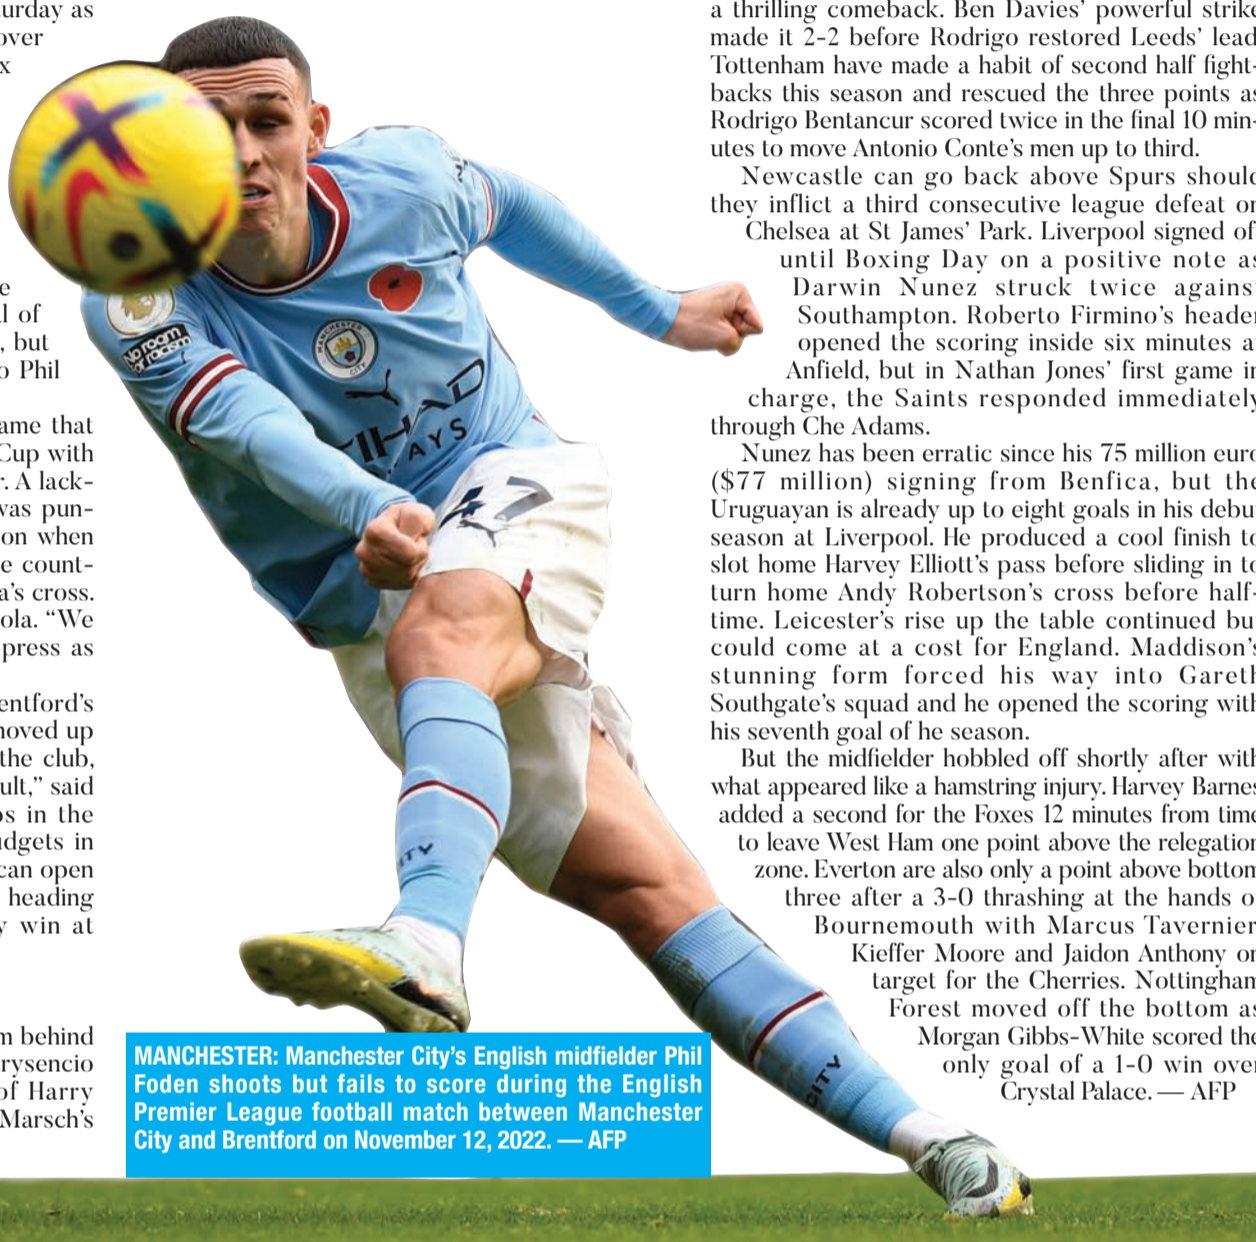 urday as
over
x
e
l of
, but
o Phil
ame that
Cup with
r. A lack-
was pun-
on when
e count-
a's cross.
ola. “We
press as
entford's
moved up
the club,
ult,” said
os in the
udgets in
can open
heading
y win at
m behind
rysencio
of Harry
Marsch's
No room
for racism
MANCHESTER
CITY
TIHAD
AYS
47
ITY
CITY
MANCHESTER: Manchester City's English midfielder Phil
Foden shoots but fails to score during the English
Premier League football match between Manchester
City and Brentford on November 12, 2022. — AFP
a thrilling comeback. Ben Davies' powerful strike
made it 2-2 before Rodrigo restored Leeds' lead
Tottenham have made a habit of second half fight-
backs this season and rescued the three points as
Rodrigo Bentancur scored twice in the final 10 min-
utes to move Antonio Conte's men up to third.
Newcastle can go back above Spurs should
they inflict a third consecutive league defeat on
Chelsea at St James' Park. Liverpool signed of
until Boxing Day on a positive note as
Darwin Nunez struck twice agains
Southampton. Roberto Firmino's header
opened the scoring inside six minutes a
Anfield, but in Nathan Jones' first game in
charge, the Saints responded immediately
through Che Adams.
Nunez has been erratic since his 75 million euro
($77 million) signing from Benfica, but the
Uruguayan is already up to eight goals in his debu
season at Liverpool. He produced a cool finish to
slot home Harvey Elliott's pass before sliding in to
turn home Andy Robertson's cross before half-
time. Leicester's rise up the table continued bu
could come at a cost for England. Maddison's
stunning form forced his way into Gareth
Southgate's squad and he opened the scoring with
his seventh goal of he season.
But the midfielder hobbled off shortly after with
what appeared like a hamstring injury. Harvey Barnes
added a second for the Foxes 12 minutes from time
to leave West Ham one point above the relegation
zone. Everton are also only a point above bottom
three after a 3-0 thrashing at the hands o
Bournemouth with Marcus Tavernier
Kieffer Moore and Jaidon Anthony on
target for the Cherries. Nottingham
Forest moved off the bottom as
Morgan Gibbs-White scored the
only goal of a 1-0 win over
Crystal Palace. — AFP